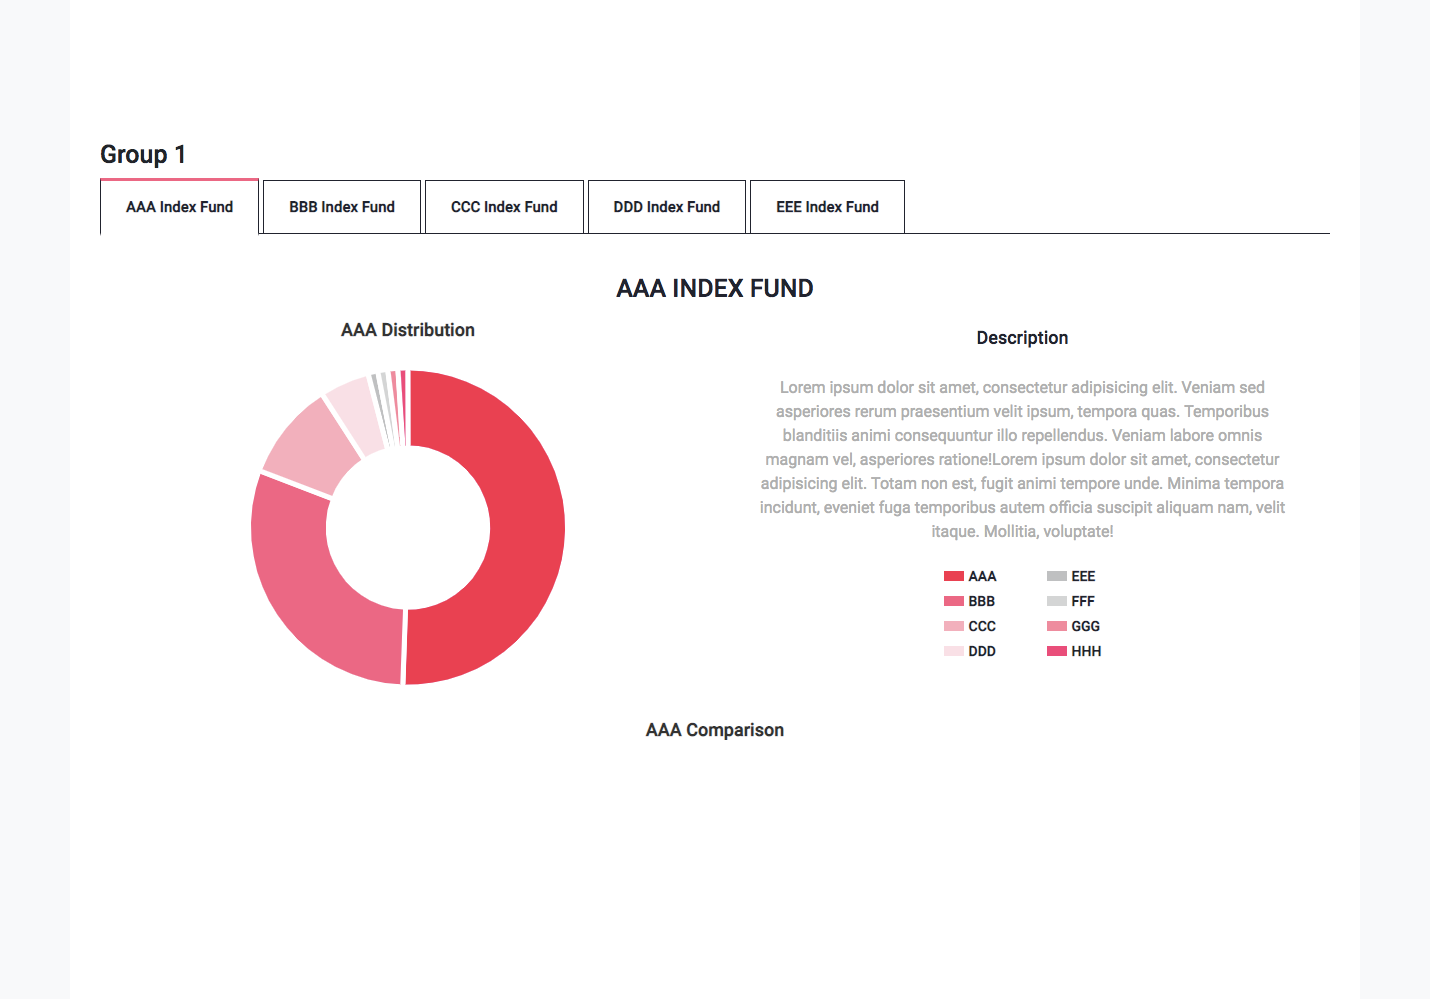 Group 1
AAA Index Fund
BBB Index Fund
CCC Index Fund
DDD Index Fund
EEE Index Fund
AAA INDEX FUND
AAA Distribution
Description
Lorem ipsum dolor sit amet, consectetur adipisicing elit. Veniam sed
asperiores rerum praesentium velit ipsum, tempora quas. Temporibus
blanditiis animi consequuntur illo repellendus. Veniam labore omnis
magnam vel, asperiores ratione!Lorem ipsum dolor sit amet, consectetur
adipisicing elit. Totam non est, fugit animi tempore unde. Minima tempora
incidunt, eveniet fuga temporibus autem officia suscipit aliquam nam, velit
itaque. Mollitia, voluptate!
AAA
BBB
CCC
DDD
EEE
FFF
GGG
HHH
AAA Comparison